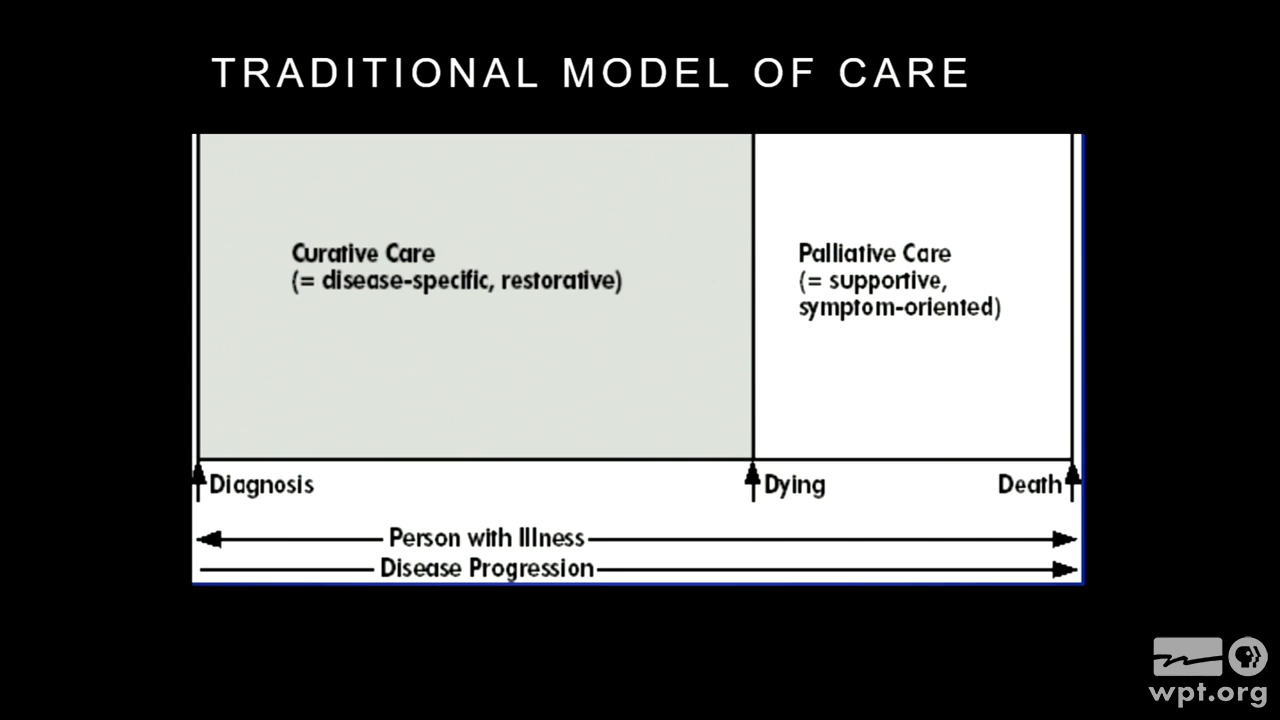 TRADITIONAL MODEL OF CARE
Curative Care
(= disease-specific, restorative)
Palliative Care
(= supportive,
symptom-oriented)
Diagnosis
Dying
Death
Person with Illness
Disease Progression
PBS
wpt.org